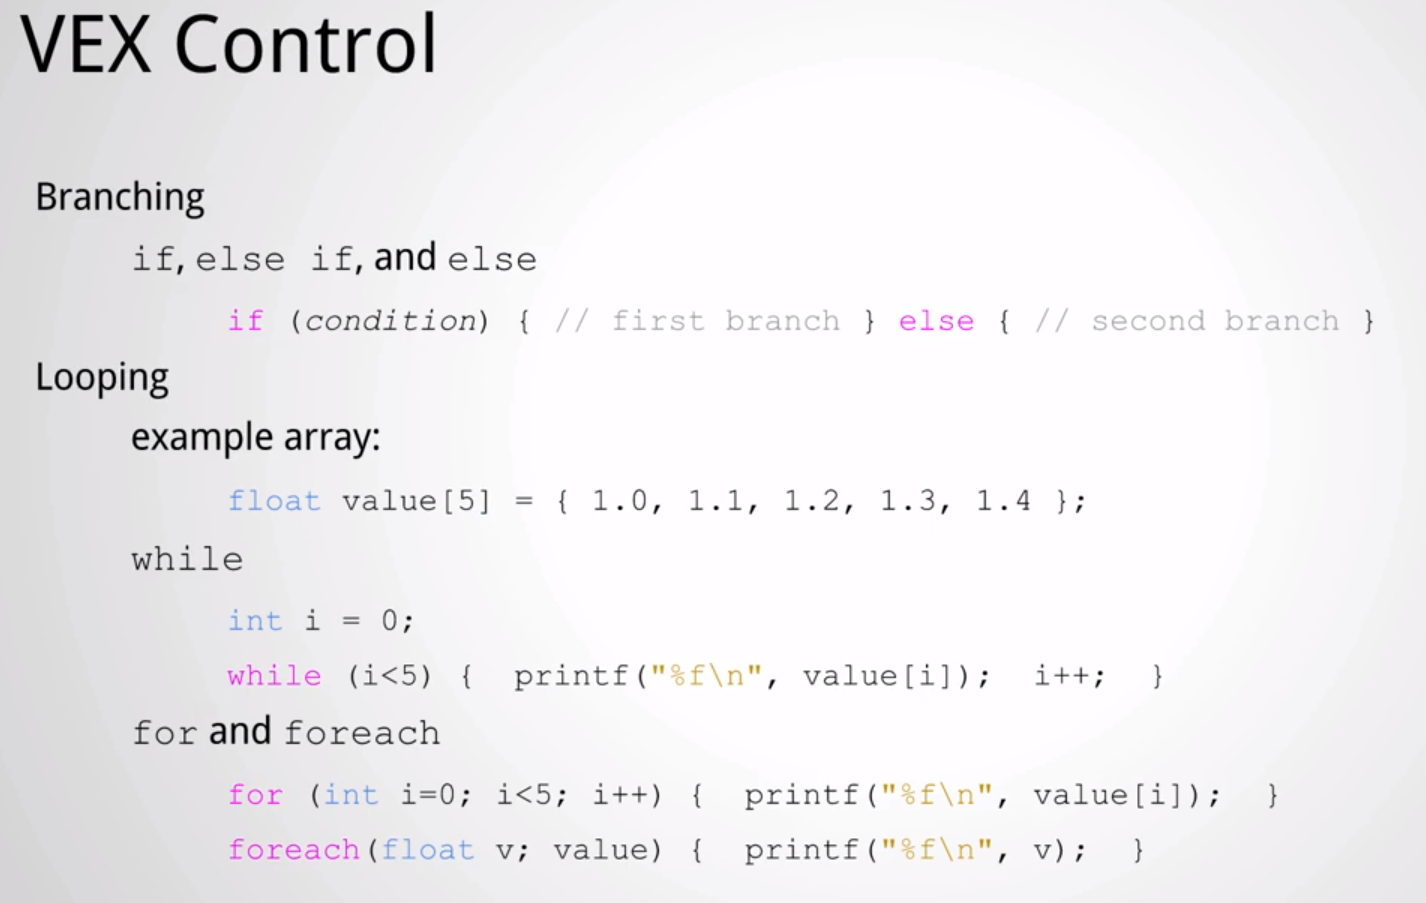 VEX Control
Branching
if, else if, and else
if (condition) { // first branch } else { // second branch }
Looping
example array:
float value[5] = { 1.0, 1.1, 1.2, 1.3, 1.4 };
while
int i = 0;
while (i<5) { printf("%f\n", value[i]); i++; }
for and foreach
for (int i=0; i<5; i++) { printf("%f\n", value[i]); }
foreach(float v; value) { printf("%f\n", v); }